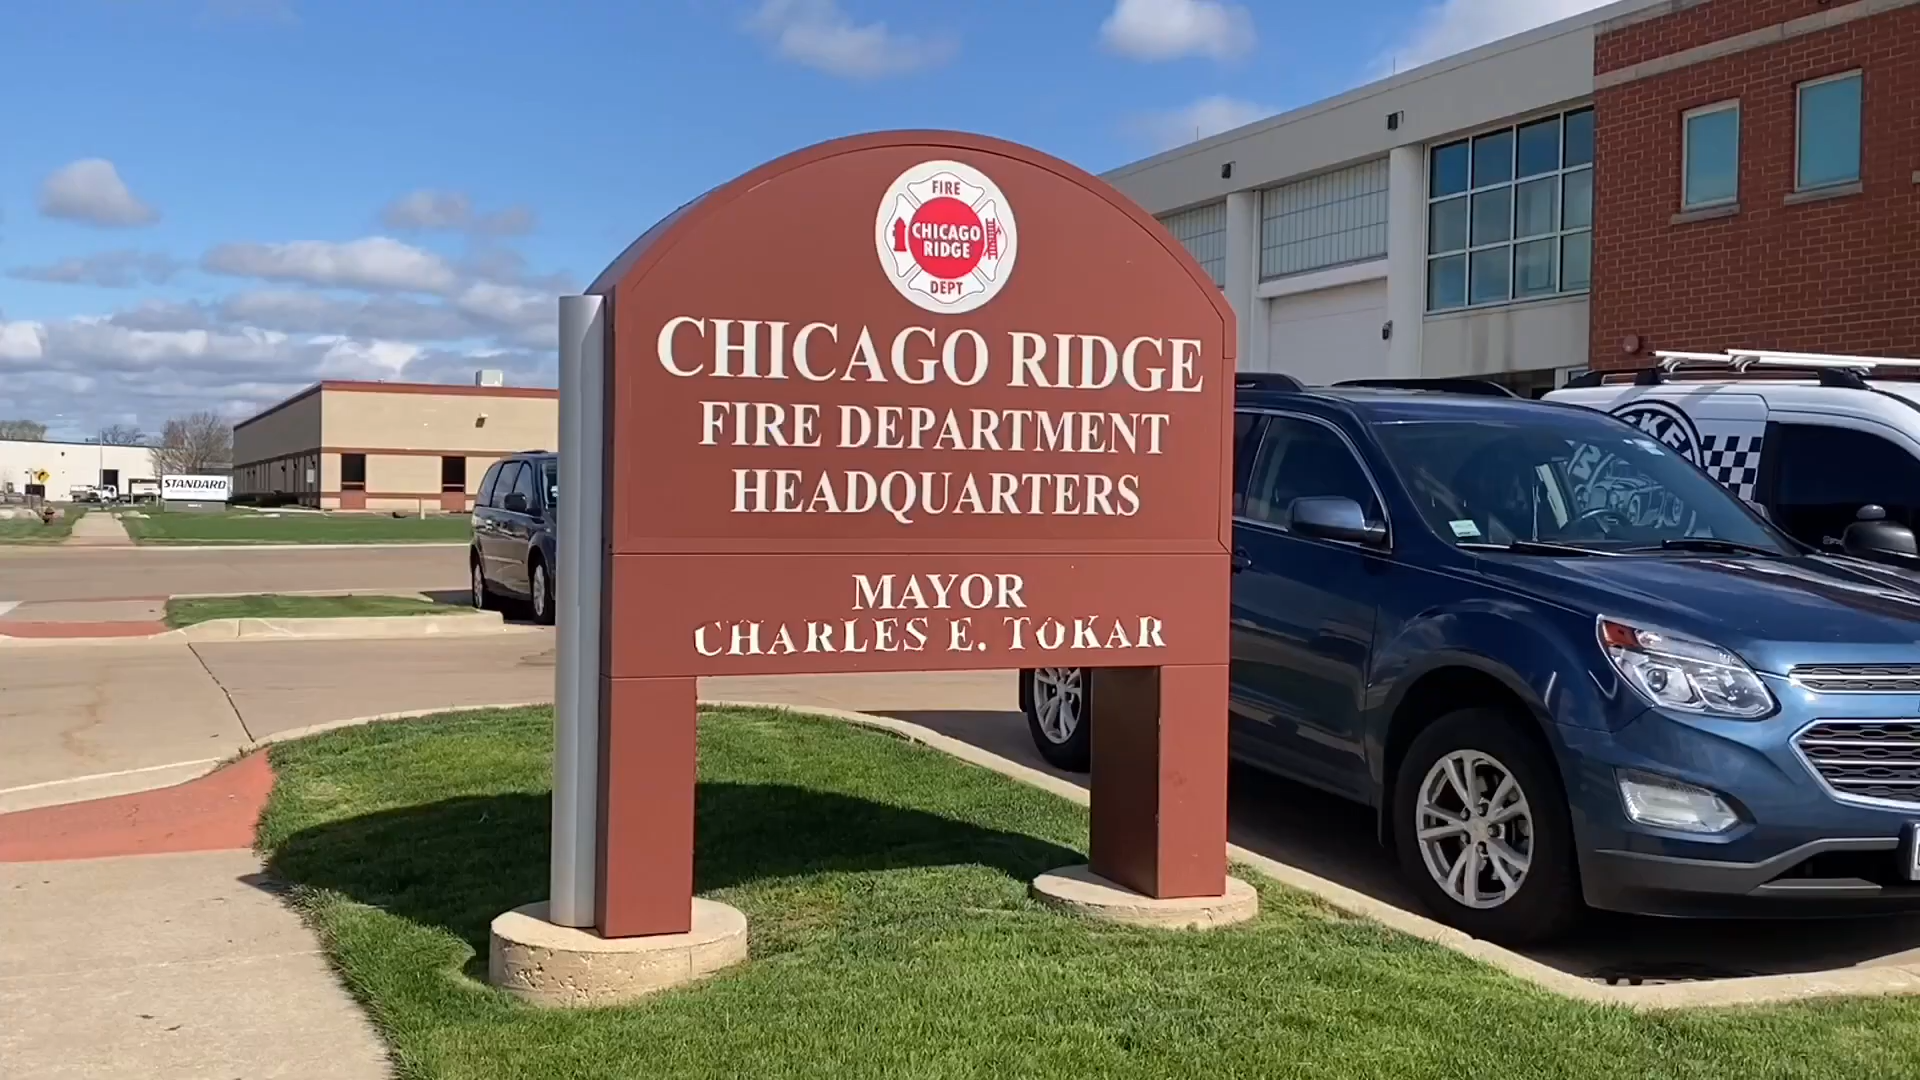 FIRE
CHICAGO
RIDGE
DEPT
CHICAGO RIDGE
FIRE DEPARTMENT
HEADQUARTERS
MAYOR
CHARLES E. TOKAR
STANDARD